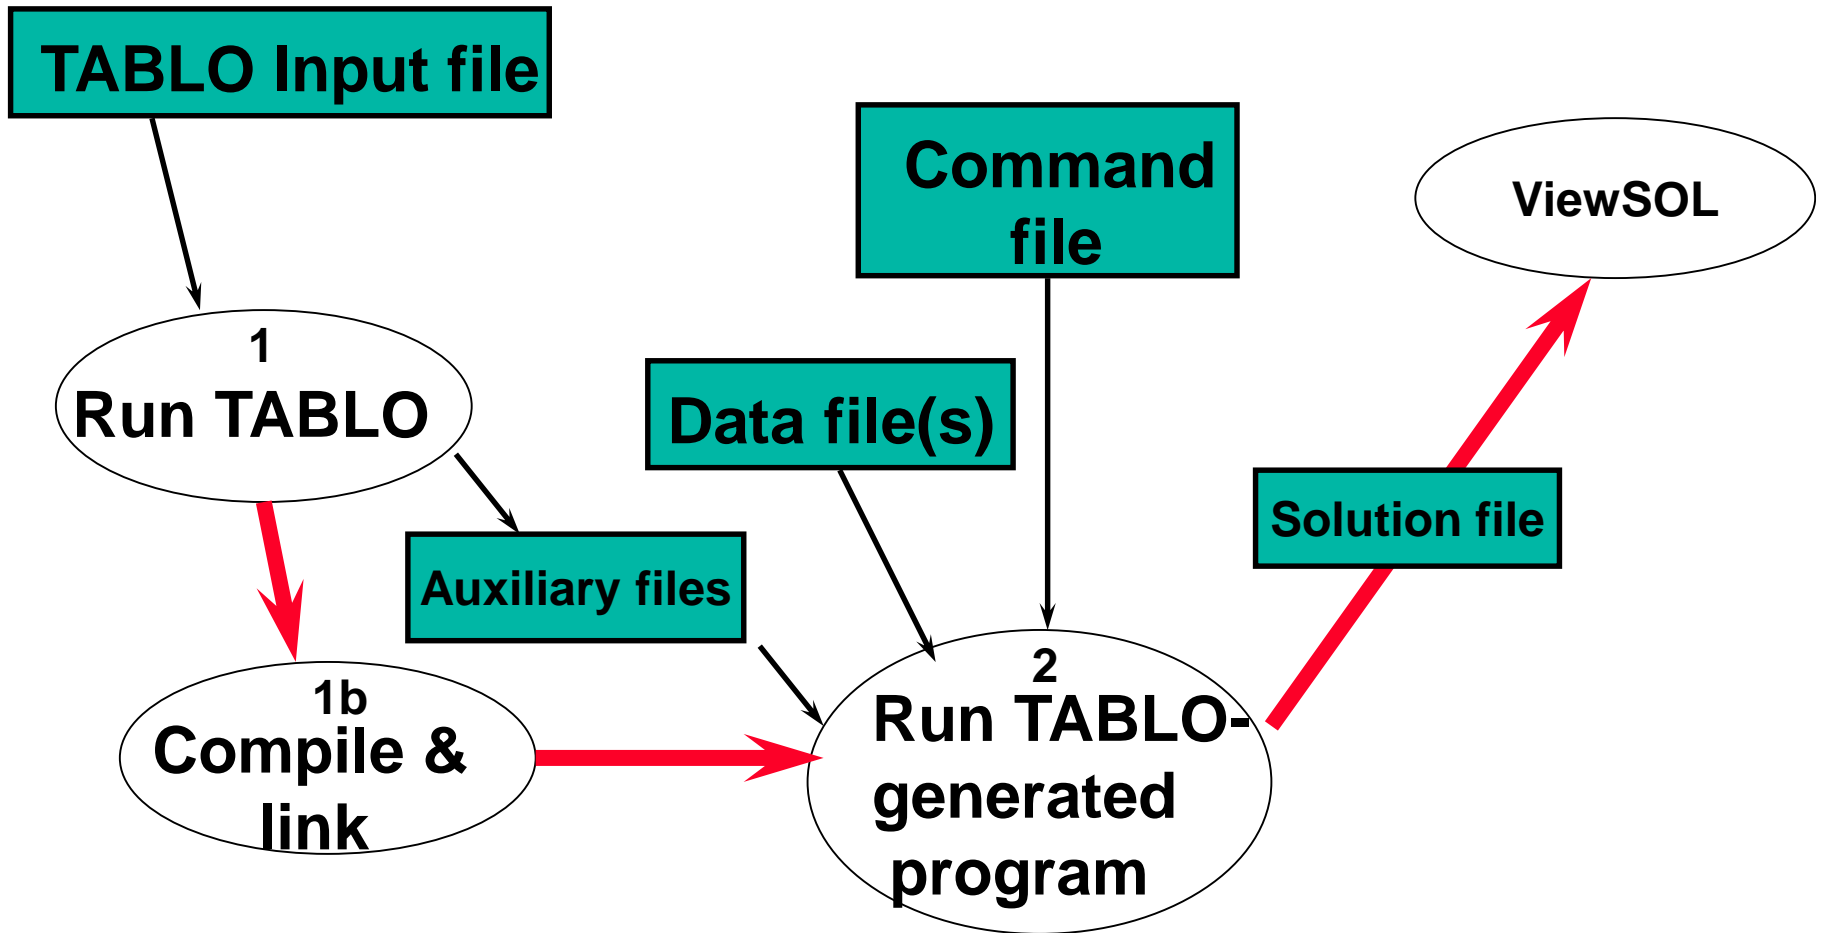 TABLO Input file
Command
file
ViewSOL
1
Run TABLO
Data file(s)
Solution file
Auxiliary files
1b
Compile &
link
2
Run TABLO-
generated
program